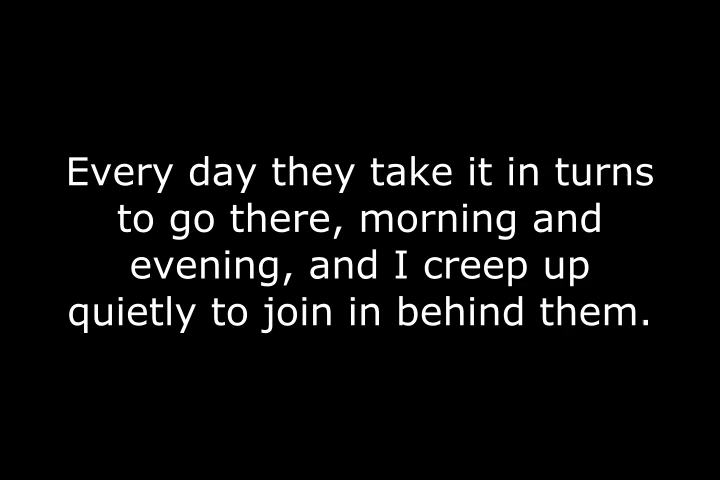 Every day they take it in turns
to go there, morning and
evening, and I creep up
quietly to join in behind them.